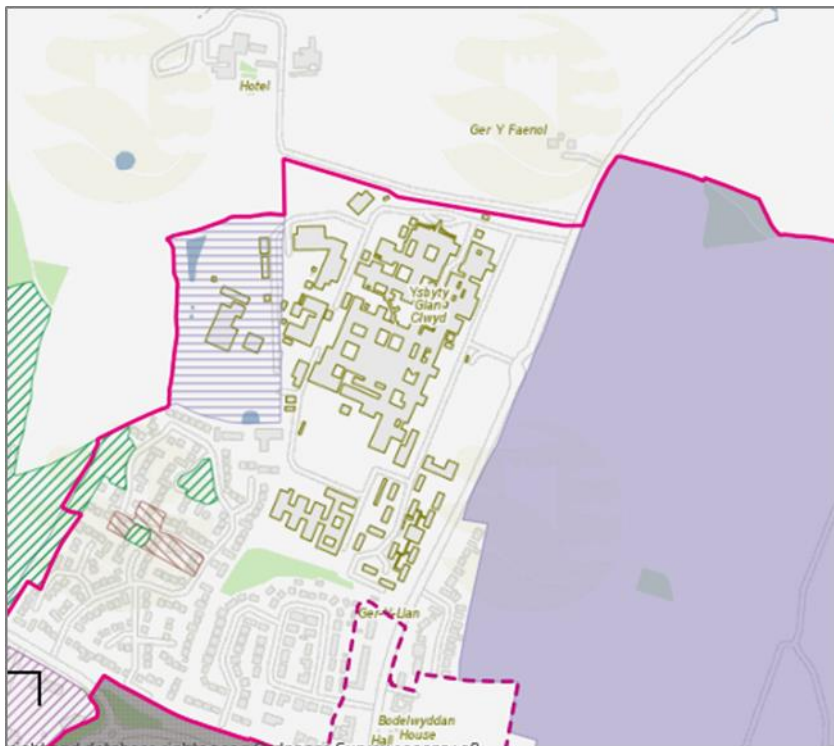 Hotel
Ger Y Faenol
Ysbyty
Glan
Clwyd
Ger-Y-Llan
Bodelwyddan
House
Hall